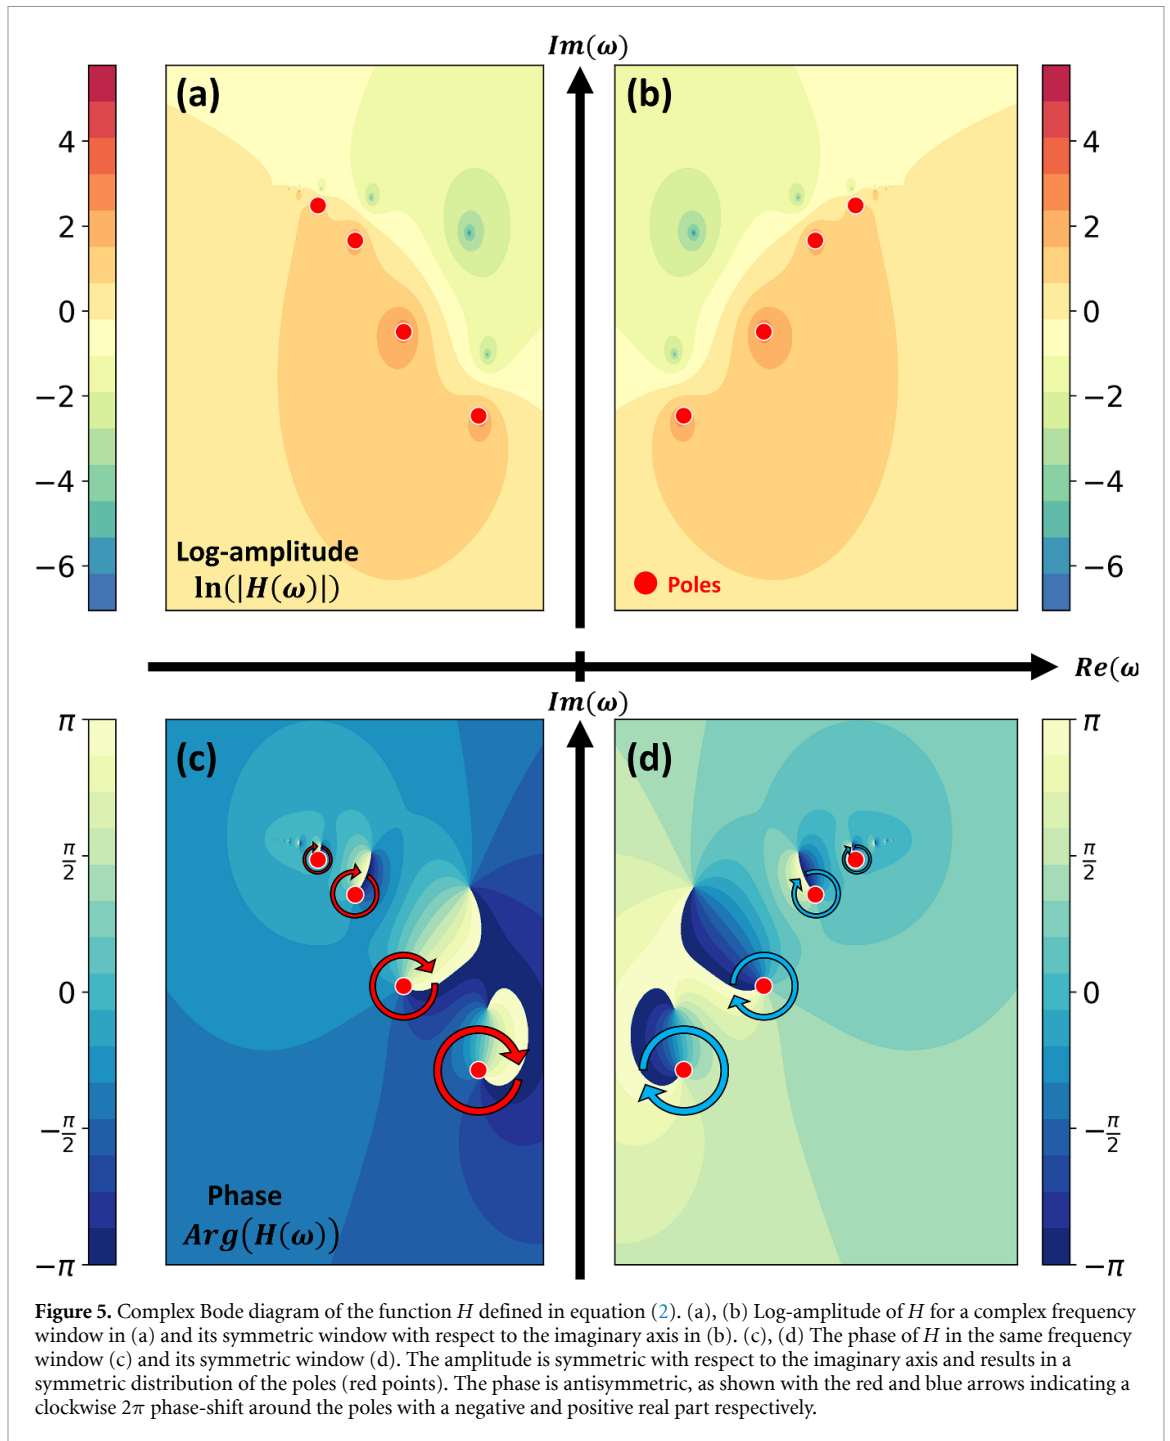 Im(ω)
(a)
(b)
4
2
0
−2
−4
−6
4
2
0
−2
−4
−6
Log-amplitude
ln(|H(ω)|)
Poles
Re(ω
Im(ω)
π
π/2
0
−π/2
−π
(c)
(d)
π
π/2
0
−π/2
−π
Phase
Arg(H(ω))
Figure 5. Complex Bode diagram of the function H defined in equation (2). (a), (b) Log-amplitude of H for a complex frequency
window in (a) and its symmetric window with respect to the imaginary axis in (b). (c), (d) The phase of H in the same frequency
window (c) and its symmetric window (d). The amplitude is symmetric with respect to the imaginary axis and results in a
symmetric distribution of the poles (red points). The phase is antisymmetric, as shown with the red and blue arrows indicating a
clockwise 2π phase-shift around the poles with a negative and positive real part respectively.